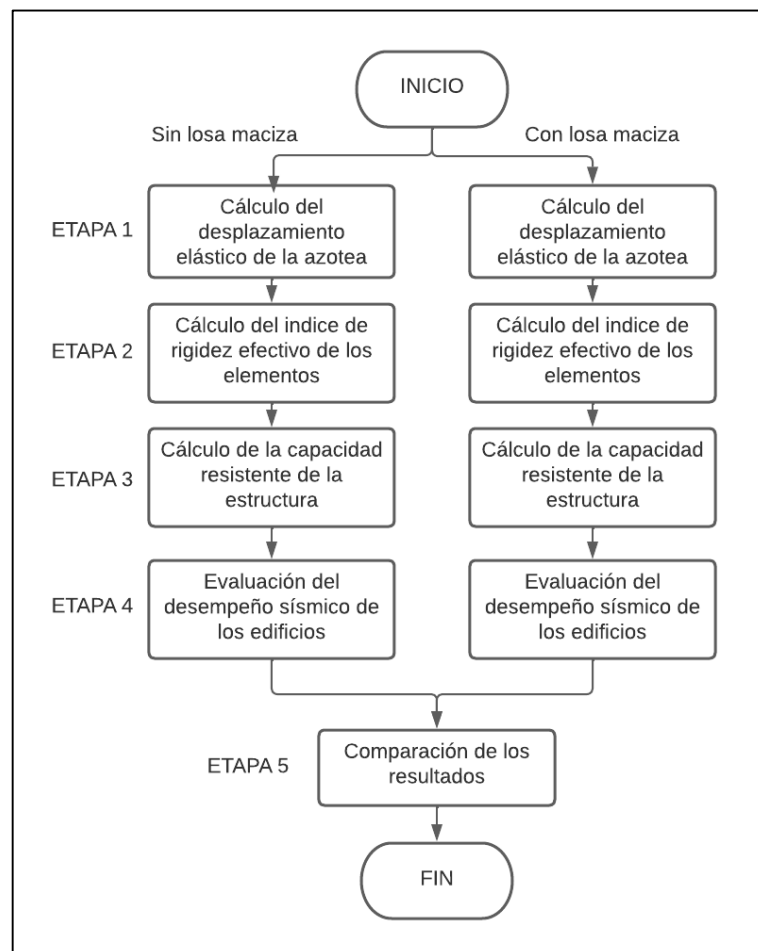 INICIO
Sin losa maciza
Con losa maciza
ETAPA 1
Cálculo del
desplazamiento
elástico de la azotea
Cálculo del
desplazamiento
elástico de la azotea
ETAPA 2
Cálculo del indice de
rigidez efectivo de los
elementos
Cálculo del indice de
rigidez efectivo de los
elementos
ETAPA 3
Cálculo de la capacidad
resistente de la
estructura
Cálculo de la capacidad
resistente de la
estructura
ETAPA 4
Evaluación del
desempeño sísmico de
los edificios
Evaluación del
desempeño sísmico de
los edificios
ETAPA 5
Comparación de los
resultados
FIN